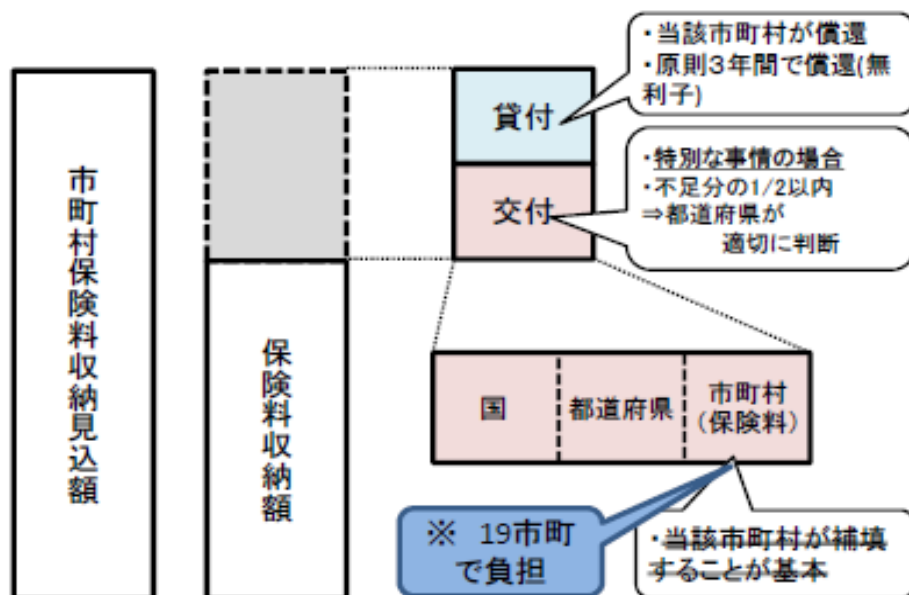 市町村保険料収納見込額
保険料収納額
貸付
交付
・当該市町村が償還
・原則3年間で償還(無
利子)
・特別な事情の場合
・不足分の1/2以内
⇒都道府県が
適切に判断
国
都道府県
市町村
(保険料)
※ 19市町
で負担
・当該市町村が補填
することが基本